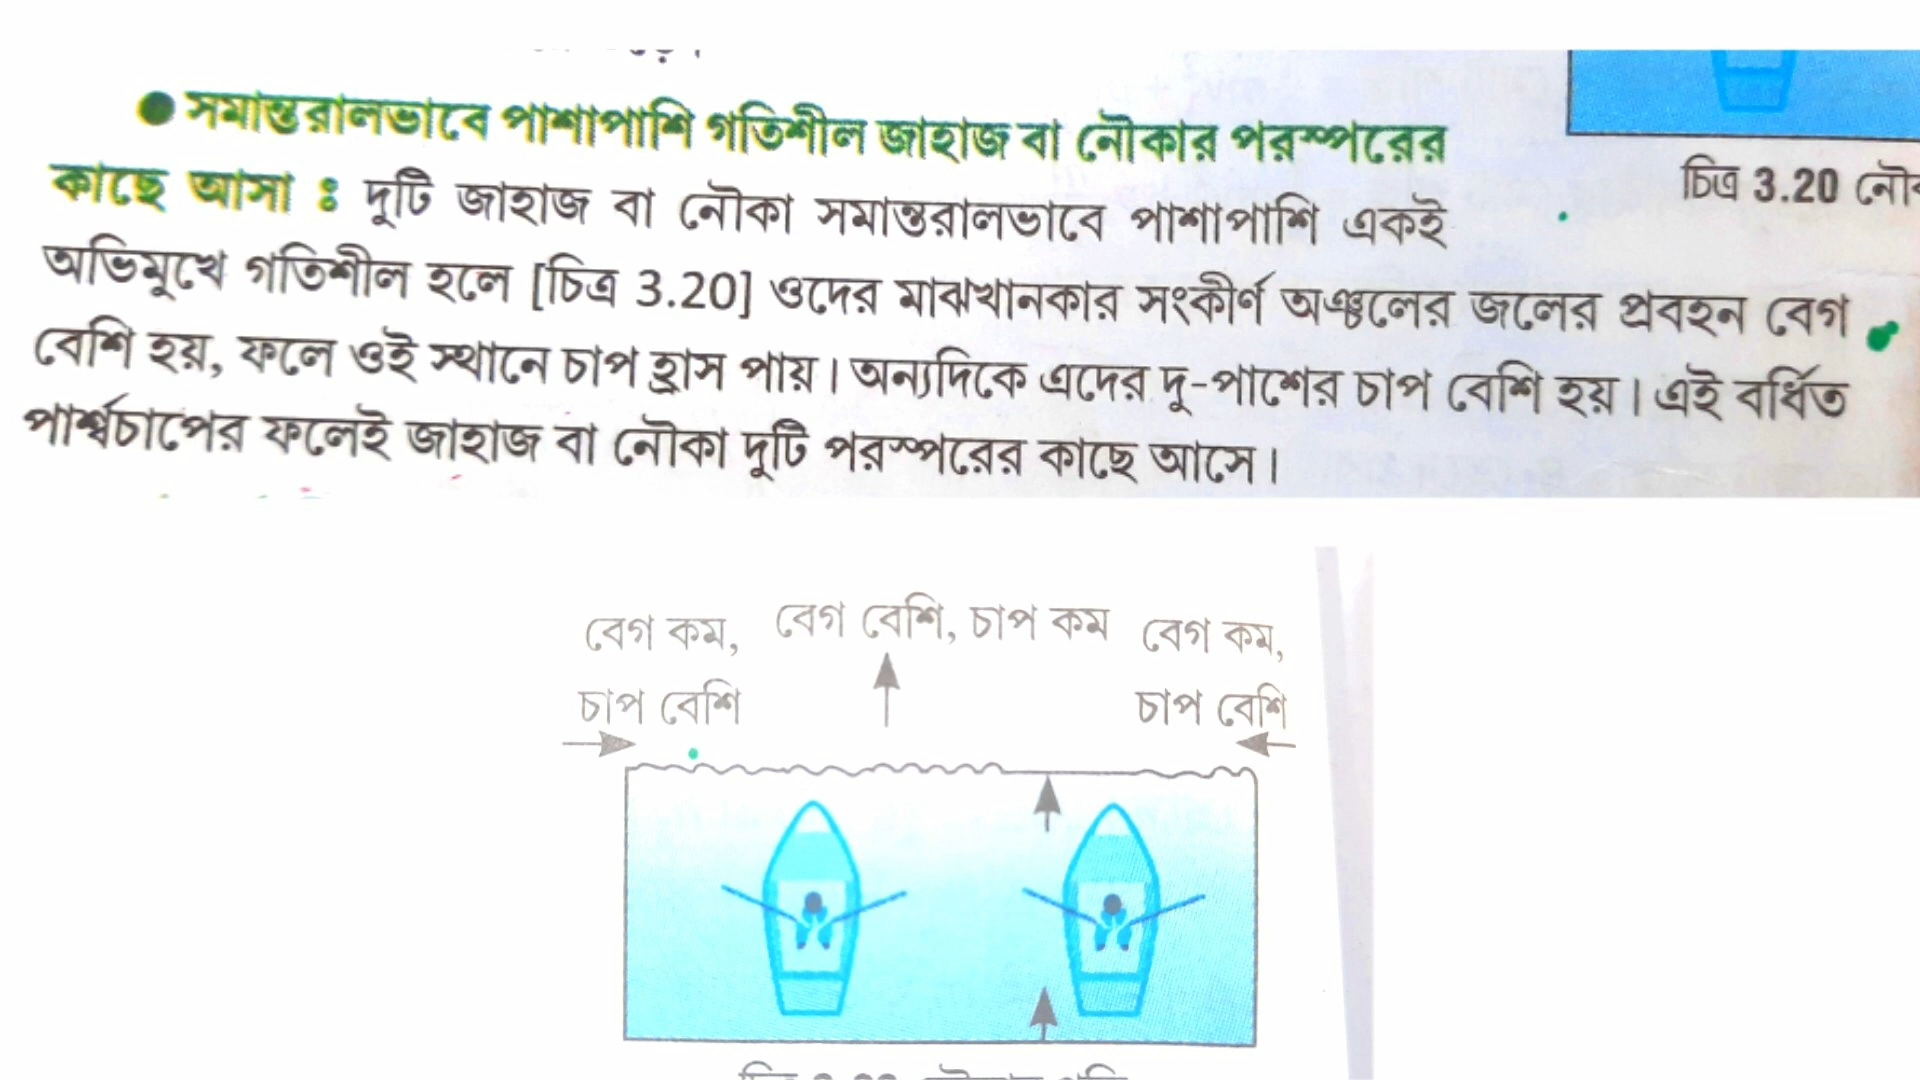 ● সমান্তরালভাবে পাশাপাশি গতিশীল জাহাজ বা নৌকার পরস্পরের
কাছে আসা ঃ দুটি জাহাজ বা নৌকা সমান্তরালভাবে পাশাপাশি একই
অভিমুখে গতিশীল হলে [চিত্র 3.20] ওদের মাঝখানকার সংকীর্ণ অঞ্চলের জলের প্রবহন বেগ
বেশি হয়, ফলে ওই স্থানে চাপ হ্রাস পায়। অন্যদিকে এদের দু-পাশের চাপ বেশি হয়। এই বর্ধিত
পার্শ্বচাপের ফলেই জাহাজ বা নৌকা দুটি পরস্পরের কাছে আসে।
চিত্র 3.20
বেগ কম, বেগ বেশি, চাপ কম বেগ কম,
চাপ বেশি চাপ বেশি